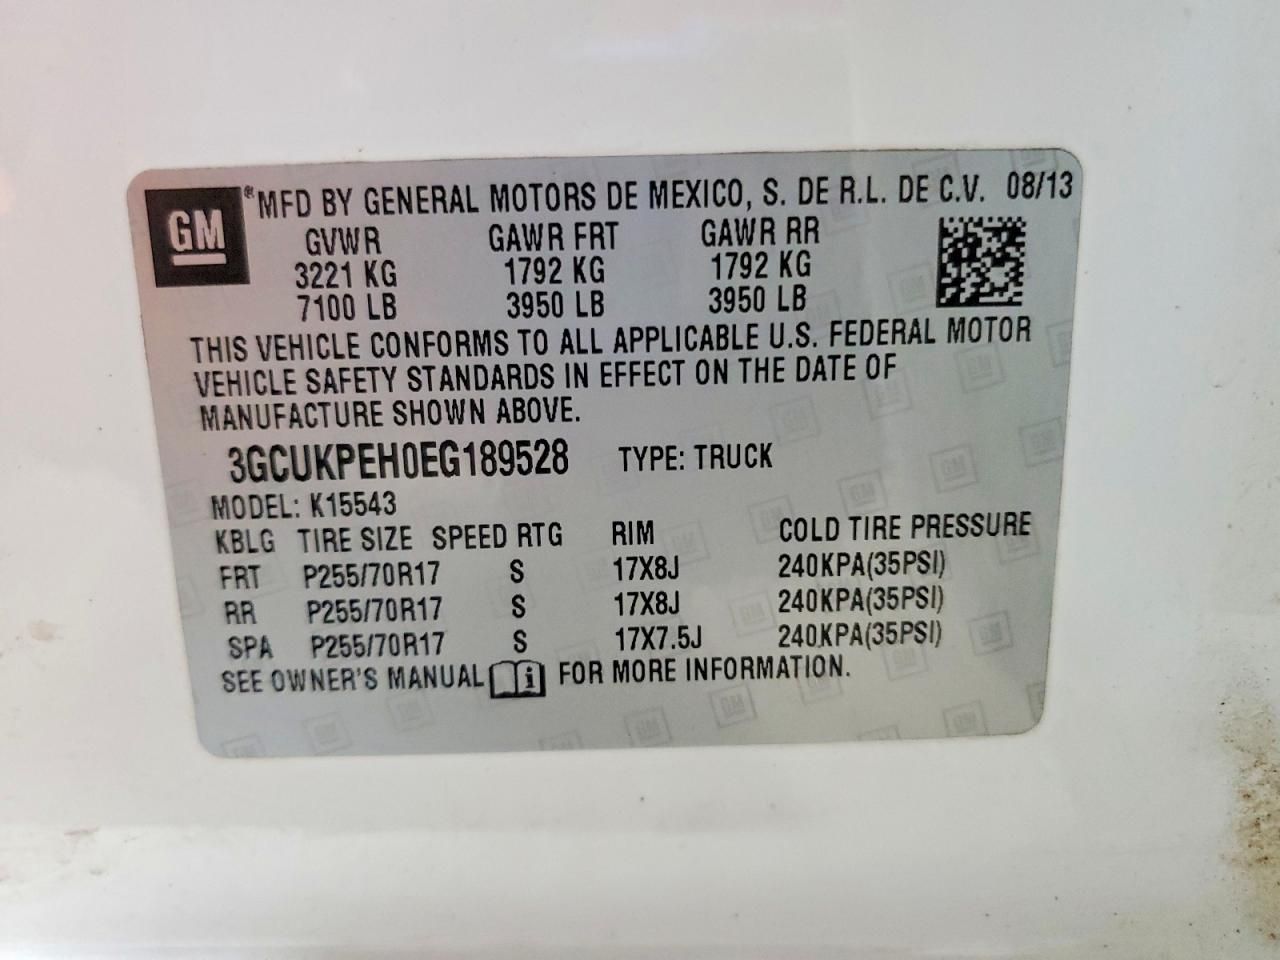 GM ® MFD BY GENERAL MOTORS DE MEXICO, S. DE R.L. DE C.V. 08/13
GVWR GAWR FRT GAWR RR
3221 KG 1792 KG 1792 KG
7100 LB 3950 LB 3950 LB
THIS VEHICLE CONFORMS TO ALL APPLICABLE U.S. FEDERAL MOTOR
VEHICLE SAFETY STANDARDS IN EFFECT ON THE DATE OF
MANUFACTURE SHOWN ABOVE.
3GCUKPEH0EG189528 TYPE: TRUCK
MODEL: K15543
KBLG TIRE SIZE SPEED RTG RIM COLD TIRE PRESSURE
FRT P255/70R17 S 17X8J 240KPA(35PSI)
RR P255/70R17 S 17X8J 240KPA(35PSI)
SPA P255/70R17 S 17X7.5J 240KPA(35PSI)
SEE OWNER'S MANUAL i FOR MORE INFORMATION.